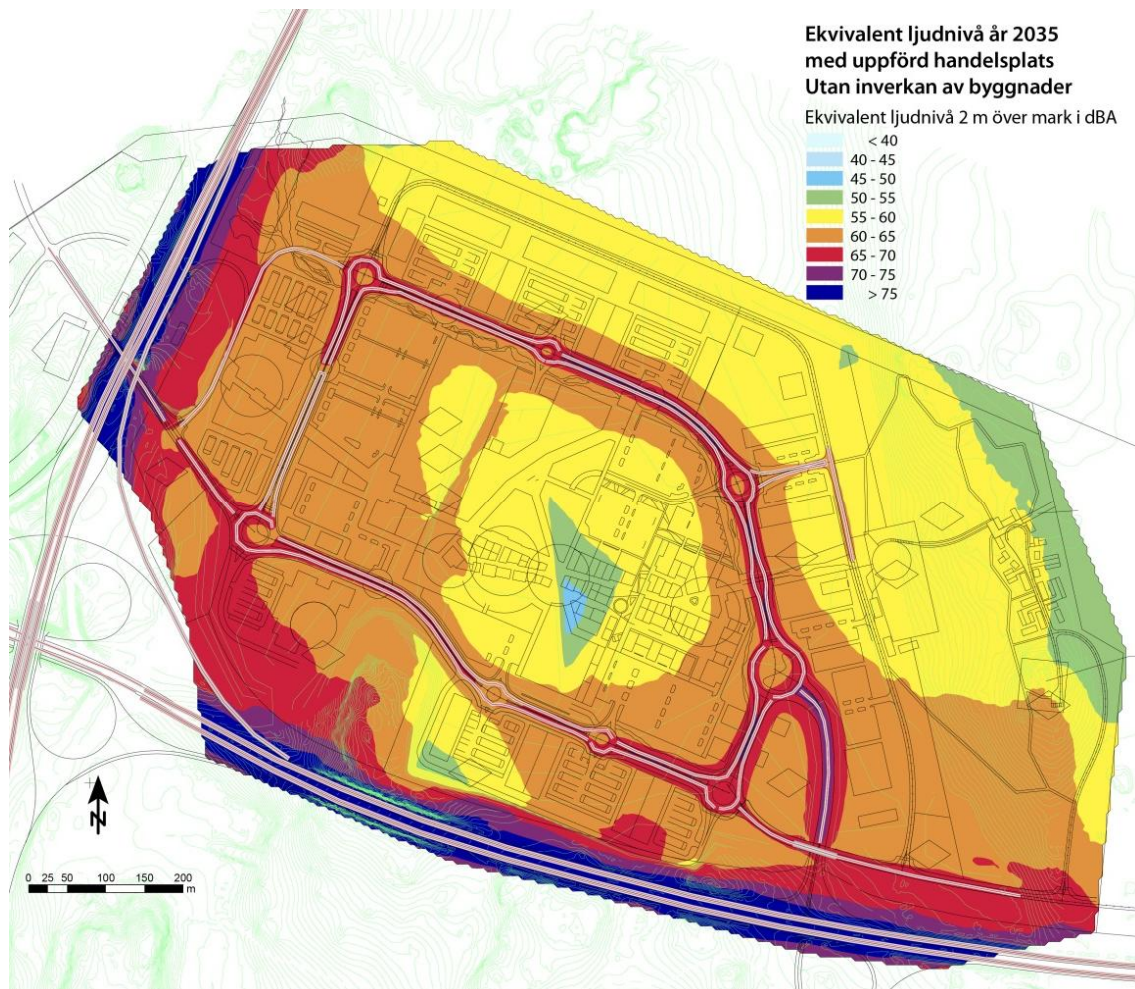 Ekvivalent ljudnivå år 2035
med uppförd handelsplats
Utan inverkan av byggnader
Ekvivalent ljudnivå 2 m över mark i dBA
< 40
40 - 45
45 - 50
50 - 55
55 - 60
60 - 65
65 - 70
70 - 75
> 75
N
0 25 50 100 150 200
m